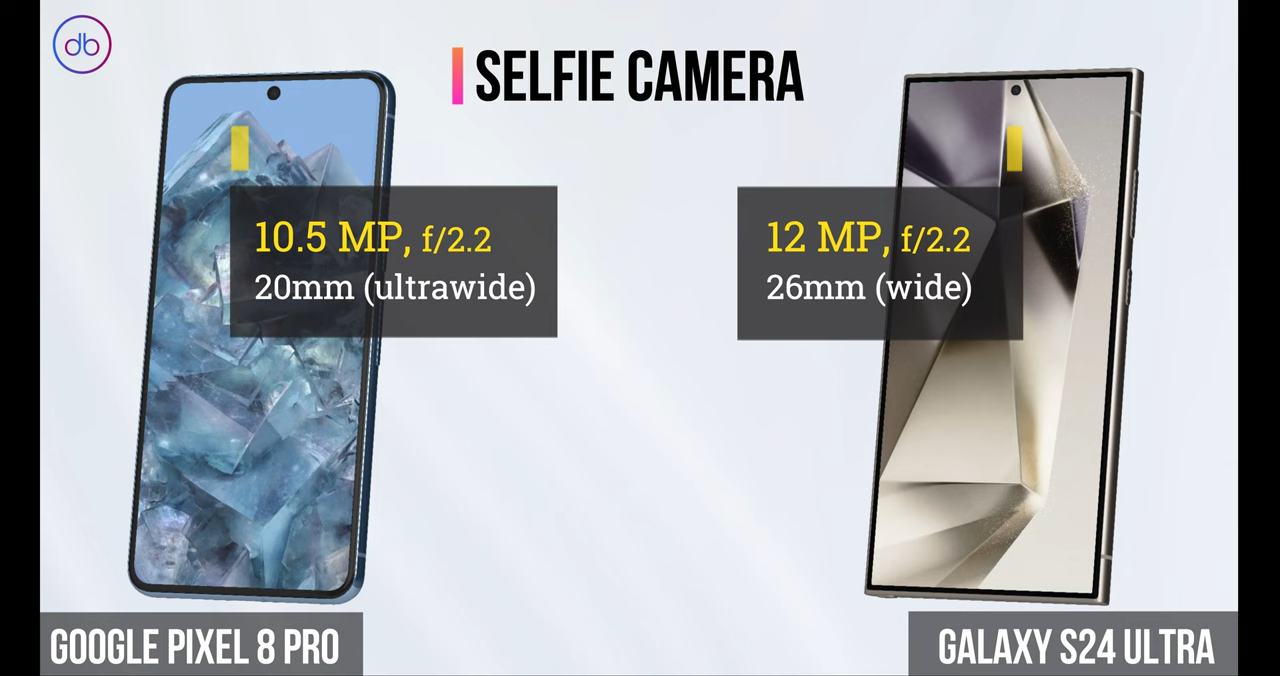 db
SELFIE CAMERA
10.5 MP, f/2.2
20mm (ultrawide)
12 MP, f/2.2
26mm (wide)
GOOGLE PIXEL 8 PRO
GALAXY S24 ULTRA